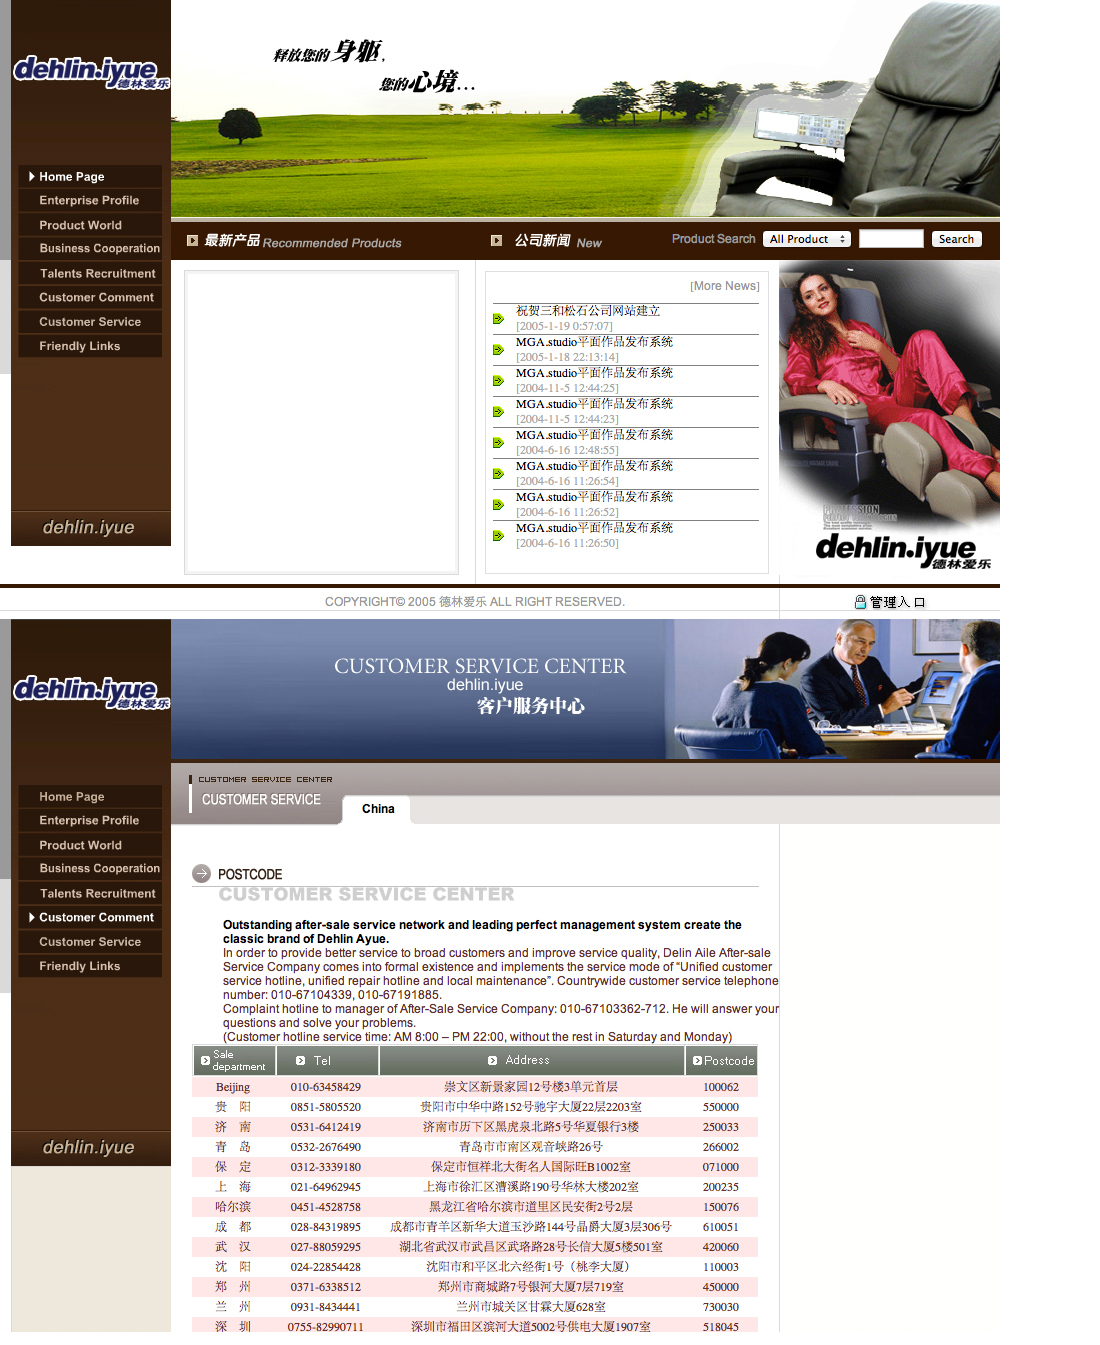 dehlin.iyue
德林爱乐
释放您的身躯,
您的心境...
Home Page
Enterprise Profile
Product World
Business Cooperation
Talents Recruitment
Customer Comment
Customer Service
Friendly Links
dehlin.iyue
最新产品 Recommended Products
公司新闻 New
Product Search All Product Search
[More News]
祝贺三和松石公司网站建立
[2005-1-19 0:57:07]
MGA.studio平面作品发布系统
[2005-1-18 22:13:14]
MGA.studio平面作品发布系统
[2004-11-5 12:44:25]
MGA.studio平面作品发布系统
[2004-11-5 12:44:23]
MGA.studio平面作品发布系统
[2004-6-16 12:48:55]
MGA.studio平面作品发布系统
[2004-6-16 11:26:54]
MGA.studio平面作品发布系统
[2004-6-16 11:26:52]
MGA.studio平面作品发布系统
[2004-6-16 11:26:50]
dehlin.iyue
德林爱乐
COPYRIGHT© 2005 德林爱乐 ALL RIGHT RESERVED.
管理入口
dehlin.iyue
德林爱乐
CUSTOMER SERVICE CENTER
dehlin.iyue
客户服务中心
Home Page
Enterprise Profile
Product World
Business Cooperation
Talents Recruitment
Customer Comment
Customer Service
Friendly Links
dehlin.iyue
CUSTOMER SERVICE CENTER
CUSTOMER SERVICE
China
POSTCODE
CUSTOMER SERVICE CENTER
Outstanding after-sale service network and leading perfect management system create the
classic brand of Dehlin Ayue.
In order to provide better service to broad customers and improve service quality, Delin Aile After-sale
Service Company comes into formal existence and implements the service mode of “Unified customer
service hotline, unified repair hotline and local maintenance”. Countrywide customer service telephone
number: 010-67104339, 010-67191885.
Complaint hotline to manager of After-Sale Service Company: 010-67103362-712. He will answer your
questions and solve your problems.
(Customer hotline service time: AM 8:00 – PM 22:00, without the rest in Saturday and Monday)
Sale department Tel Address Postcode
Beijing 010-63458429 崇文区新景家园12号楼3单元首层 100062
贵 阳 0851-5805520 贵阳市中华中路152号驰宇大厦22层2203室 550000
济 南 0531-6412419 济南市历下区黑虎泉北路5号华夏银行3楼 250033
青 岛 0532-2676490 青岛市市南区观音峡路26号 266002
保 定 0312-3339180 保定市恒祥北大街名人国际旺B1002室 071000
上 海 021-64962945 上海市徐汇区漕溪路190号华林大楼202室 200235
哈尔滨 0451-4528758 黑龙江省哈尔滨市道里区民安街2号2层 150076
成 都 028-84319895 成都市青羊区新华大道玉沙路144号晶爵大厦3层306号 610051
武 汉 027-88059295 湖北省武汉市武昌区武珞路28号长信大厦5楼501室 420060
沈 阳 024-22854428 沈阳市和平区北六经街1号（桃李大厦） 110003
郑 州 0371-6338512 郑州市商城路7号银河大厦7层719室 450000
兰 州 0931-8434441 兰州市城关区甘霖大厦628室 730030
深 圳 0755-82990711 深圳市福田区滨河大道5002号供电大厦1907室 518045